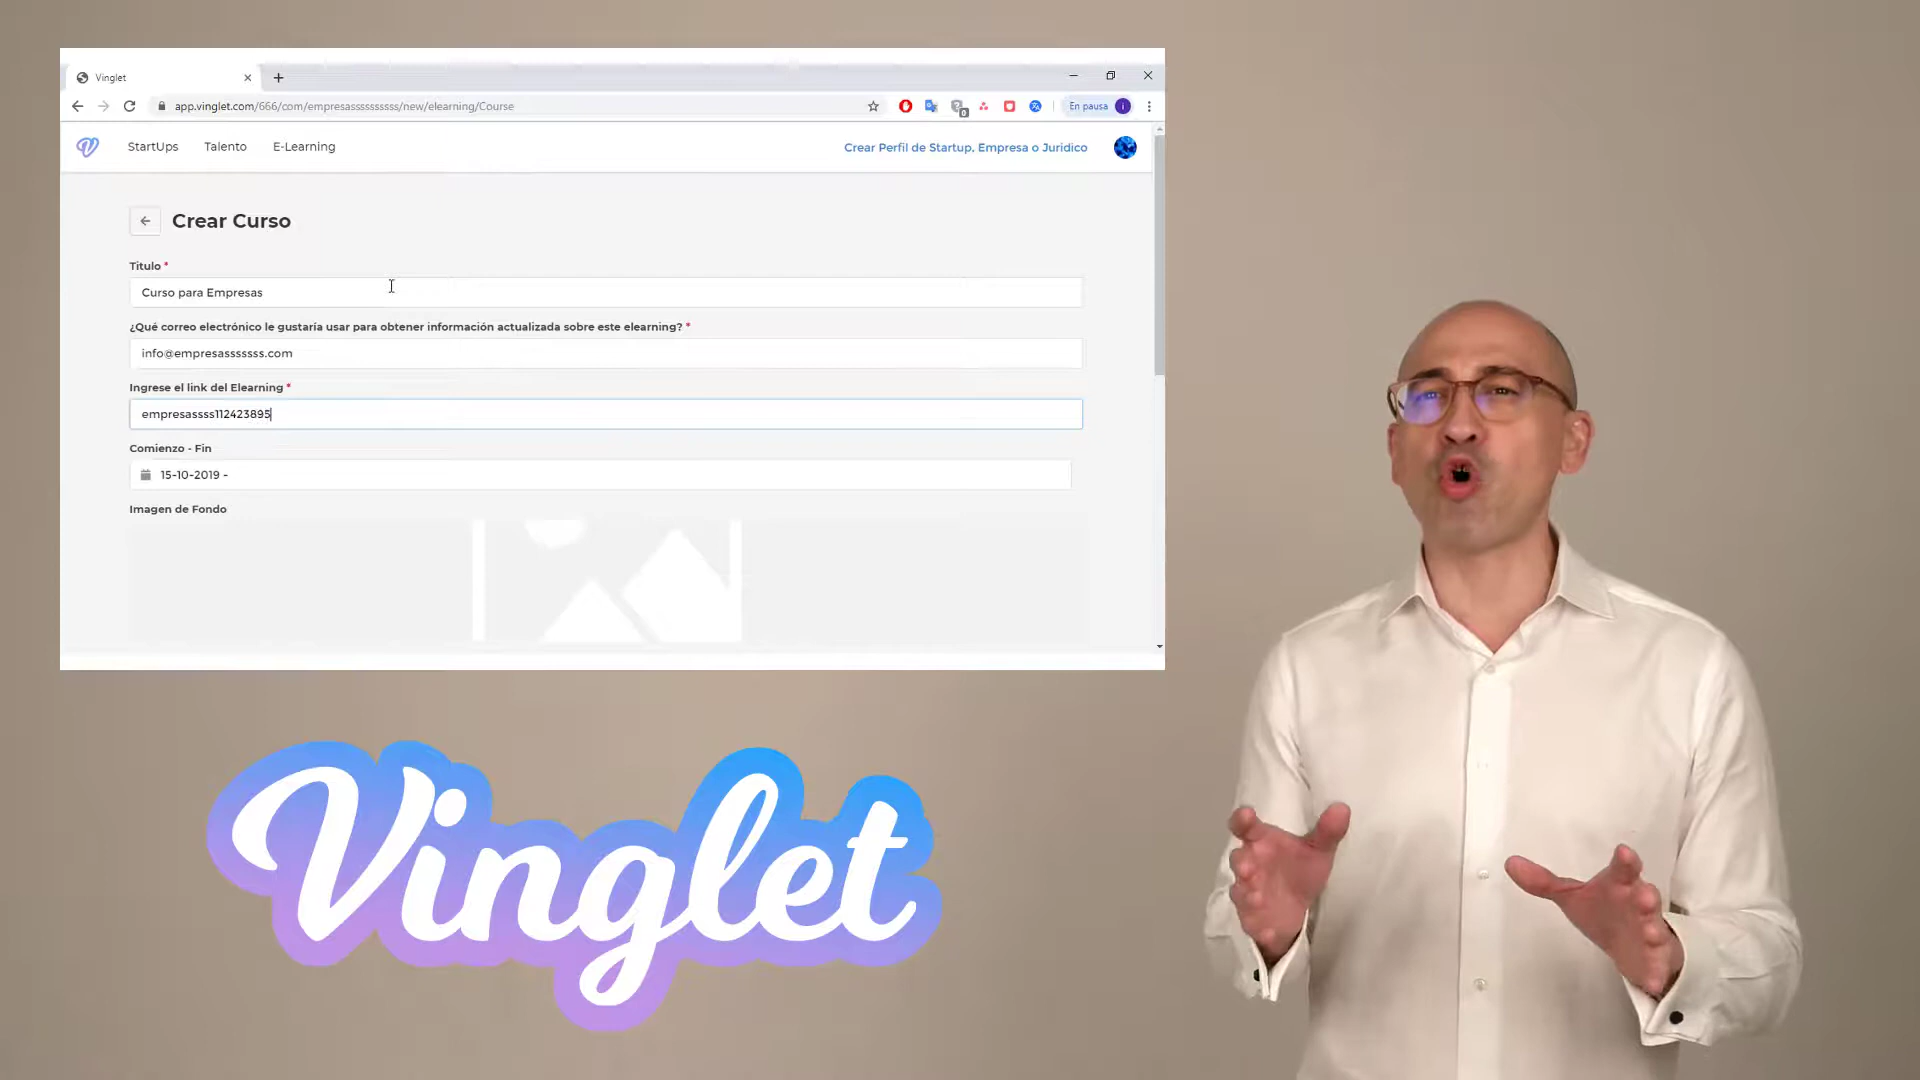 Vinglet
app.vinglet.com/666/com/empresassssssssss/new/elearning/Course
En pausa
i
StartUps Talento E-Learning
Crear Perfil de Startup, Empresa o Juridico
Crear Curso
Titulo *
Curso para Empresas
¿Qué correo electrónico le gustaría usar para obtener información actualizada sobre este elearning? *
info@empresasssssss.com
Ingrese el link del Elearning *
empresassss112423895
Comienzo - Fin
15-10-2019 -
Imagen de Fondo
Vinglet